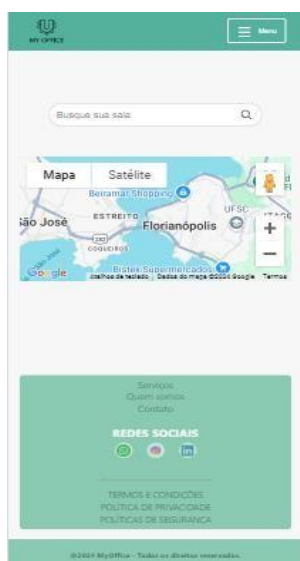 MY OFFICE
Menu
Busque sua sala
Mapa
Satélite
Beiramar Shopping
UFSC
ESTREITO
São José
Florianópolis
282
COQUEIROS
Bistek Supermercados
Google
Atalhos do teclado
Dados do mapa ©2024 Google
Termos
Serviços
Quem somos
Contato
REDES SOCIAIS
in
TERMOS E CONDIÇÕES
POLÍTICA DE PRIVACIDADE
POLÍTICAS DE SEGURANÇA
©2024 MyOffice - Todos os direitos reservados.